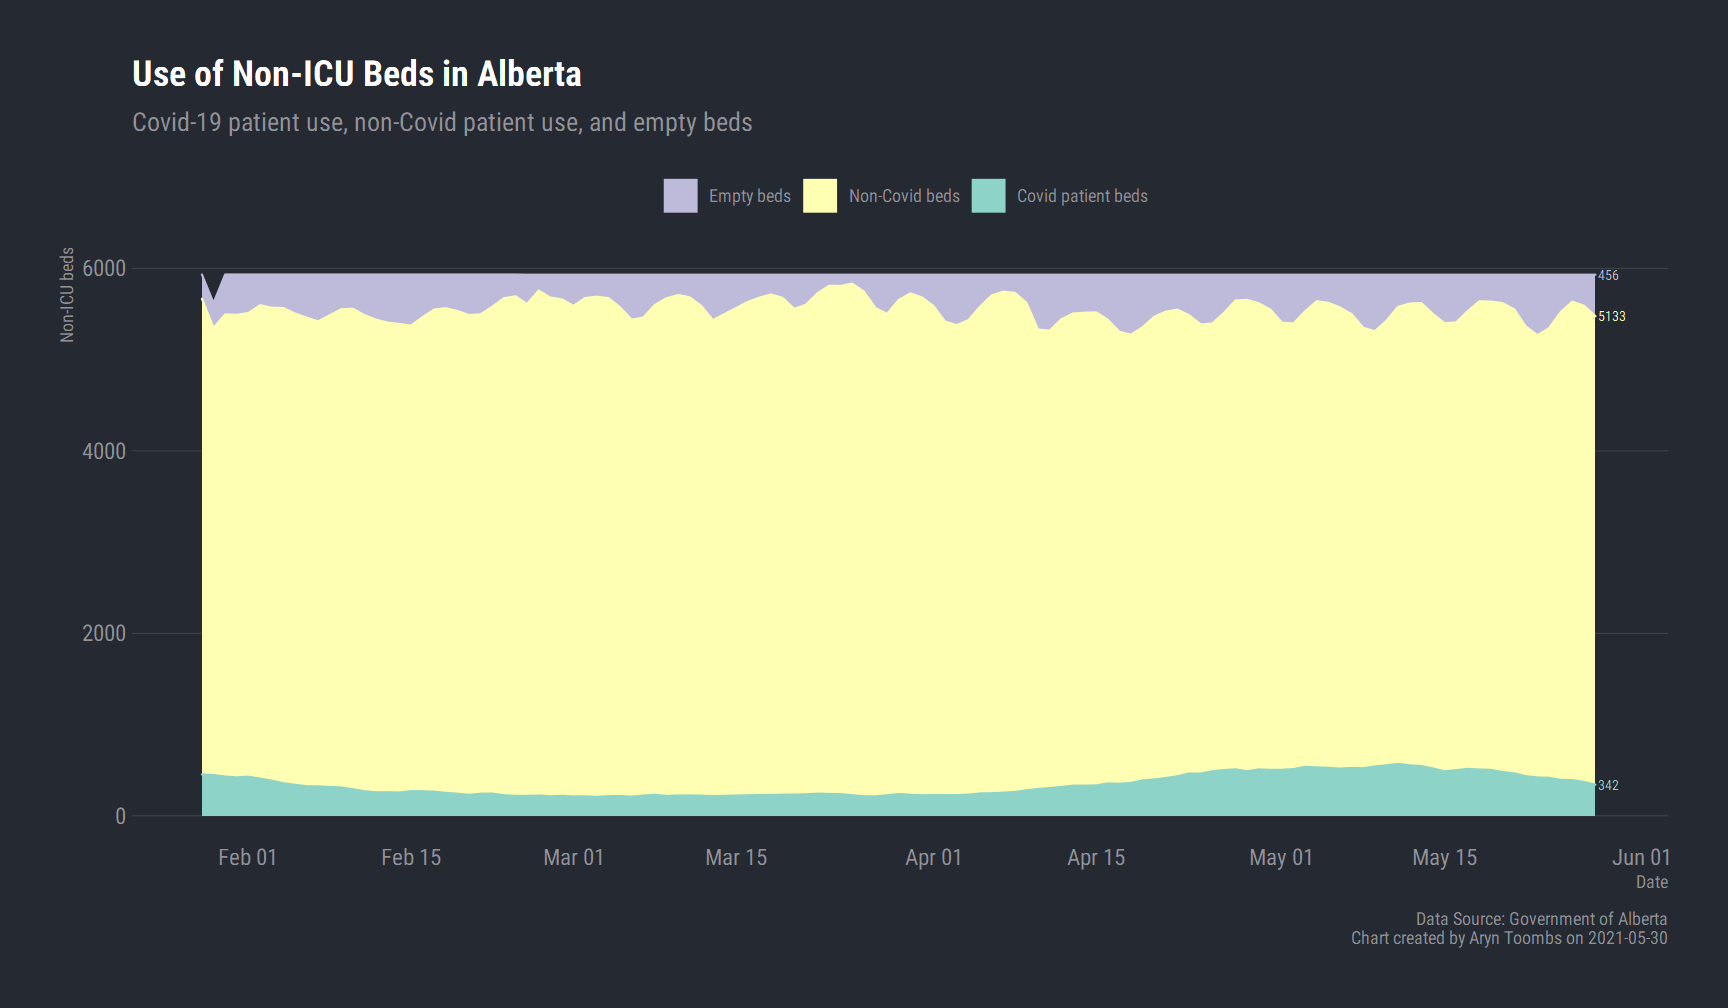 Use of Non-ICU Beds in Alberta
Covid-19 patient use, non-Covid patient use, and empty beds
Empty beds Non-Covid beds Covid patient beds
Non-ICU beds
6000
4000
2000
0
456
5133
342
Feb 01 Feb 15 Mar 01 Mar 15 Apr 01 Apr 15 May 01 May 15 Jun 01
Date
Data Source: Government of Alberta
Chart created by Aryn Toombs on 2021-05-30